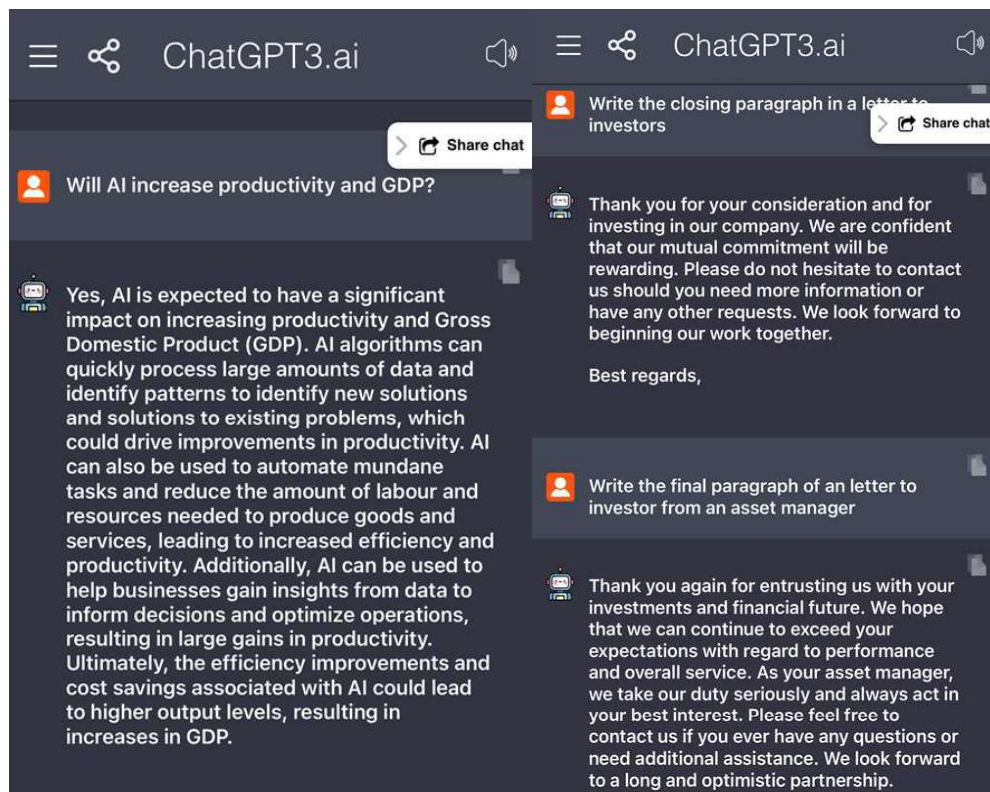 ChatGPT3.ai
Share chat
Will AI increase productivity and GDP?
Yes, AI is expected to have a significant
impact on increasing productivity and Gross
Domestic Product (GDP). AI algorithms can
quickly process large amounts of data and
identify patterns to identify new solutions
and solutions to existing problems, which
could drive improvements in productivity. AI
can also be used to automate mundane
tasks and reduce the amount of labour and
resources needed to produce goods and
services, leading to increased efficiency and
productivity. Additionally, AI can be used to
help businesses gain insights from data to
inform decisions and optimize operations,
resulting in large gains in productivity.
Ultimately, the efficiency improvements and
cost savings associated with AI could lead
to higher output levels, resulting in
increases in GDP.
ChatGPT3.ai
Write the closing paragraph in a letter to
investors
Share chat
Thank you for your consideration and for
investing in our company. We are confident
that our mutual commitment will be
rewarding. Please do not hesitate to contact
us should you need more information or
have any other requests. We look forward to
beginning our work together.
Best regards,
Write the final paragraph of an letter to
investor from an asset manager
Thank you again for entrusting us with your
investments and financial future. We hope
that we can continue to exceed your
expectations with regard to performance
and overall service. As your asset manager,
we take our duty seriously and always act in
your best interest. Please feel free to
contact us if you ever have any questions or
need additional assistance. We look forward
to a long and optimistic partnership.